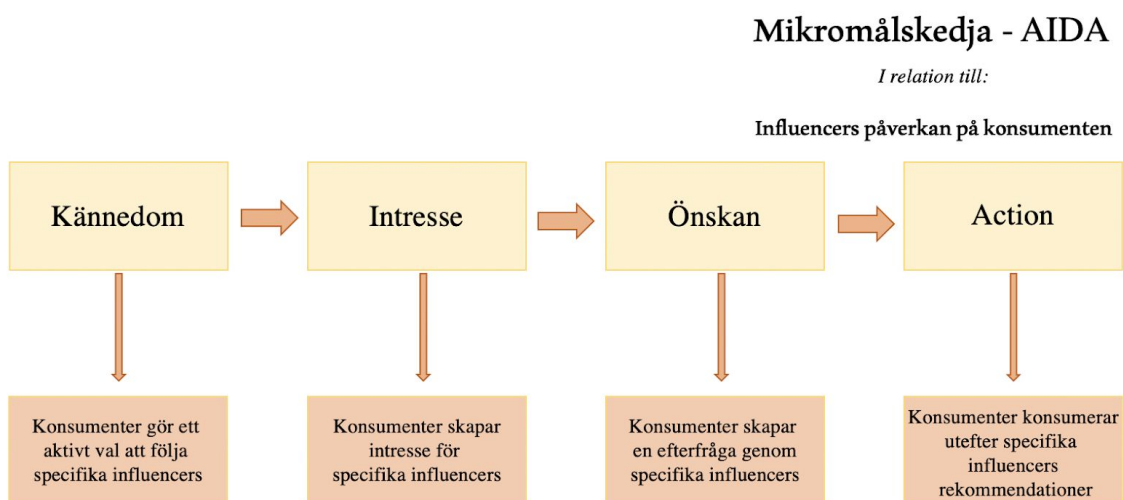 Mikromålskedja - AIDA
I relation till:
Influencers påverkan på konsumenten
Kännedom
Intresse
Önskan
Action
Konsumenter gör ett
aktivt val att följa
specifika influencers
Konsumenter skapar
intresse för
specifika influencers
Konsumenter skapar
en efterfråga genom
specifika influencers
Konsumenter konsumerar
utefter specifika
influencers
rekommendationer